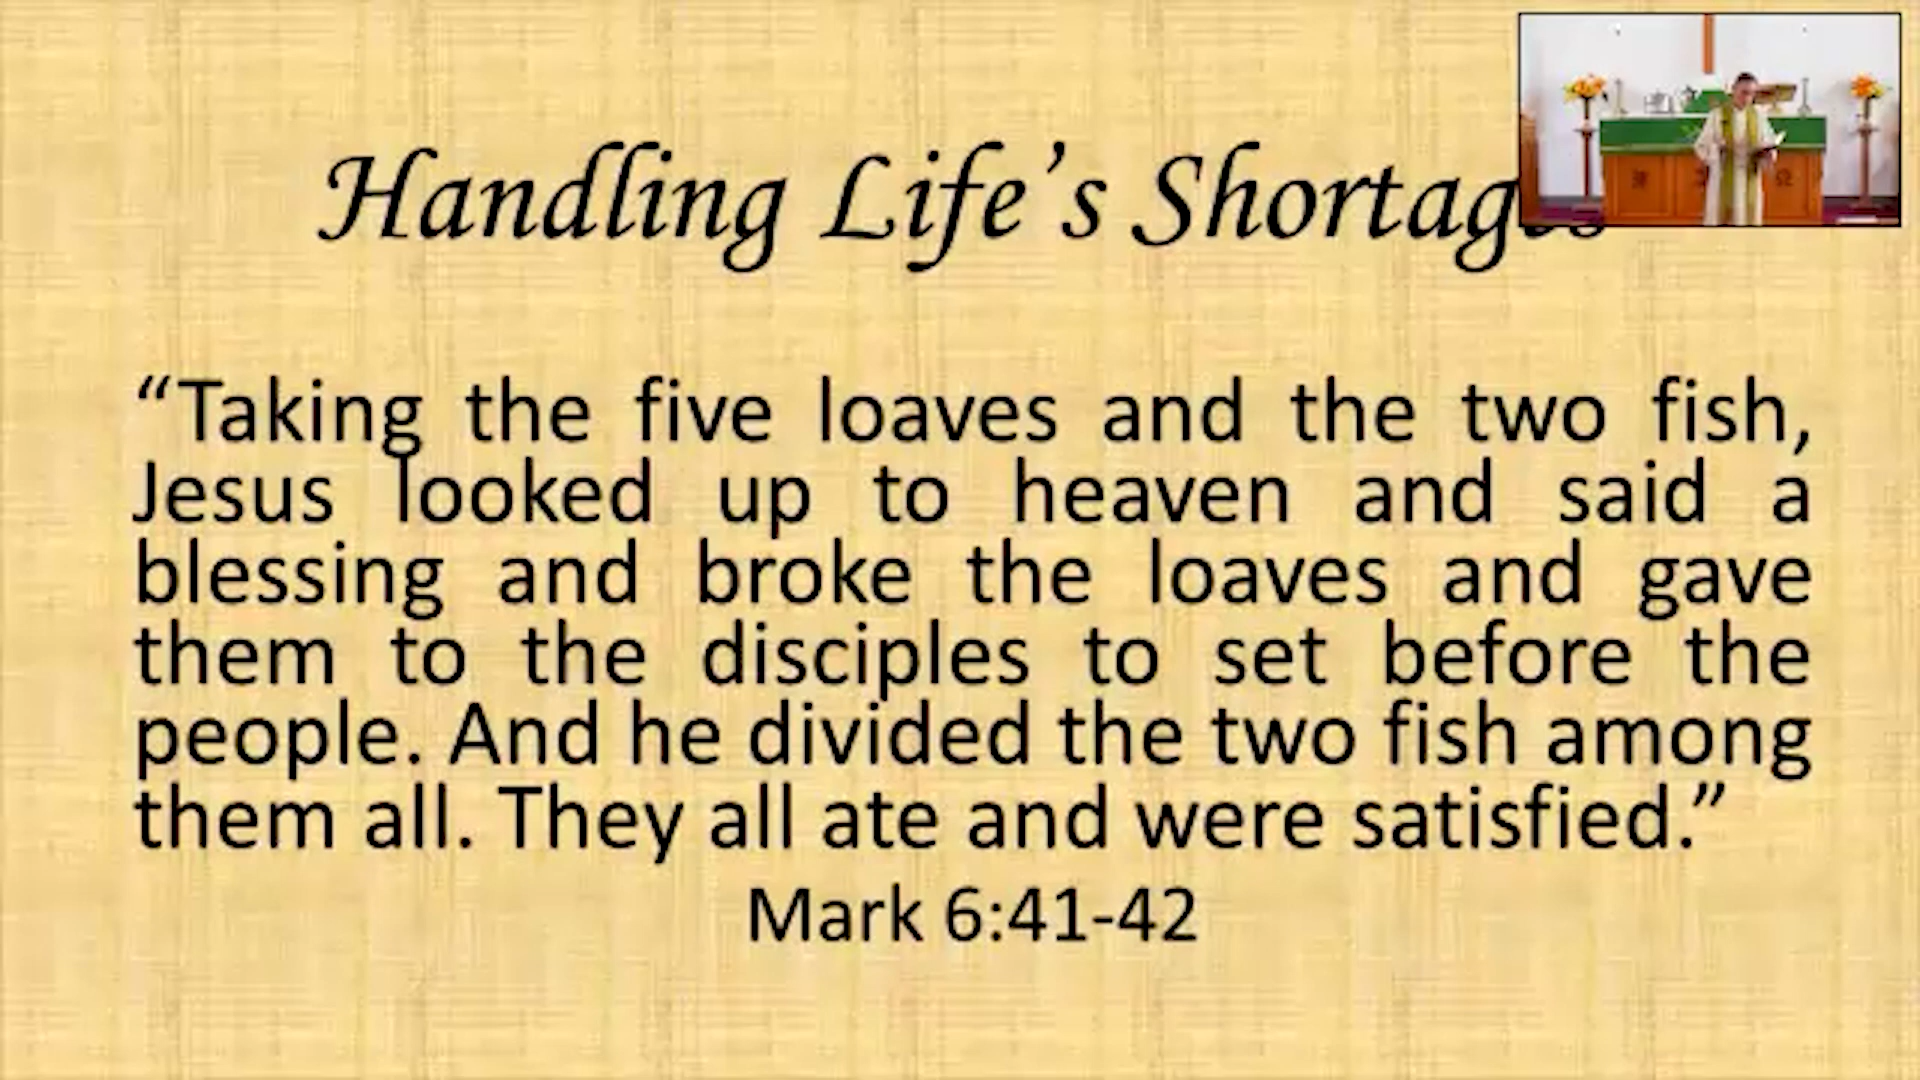 Handling Life’s Shortages
“Taking the five loaves and the two fish,
Jesus looked up to heaven and said a
blessing and broke the loaves and gave
them to the disciples to set before the
people. And he divided the two fish among
them all. They all ate and were satisfied.”
Mark 6:41-42